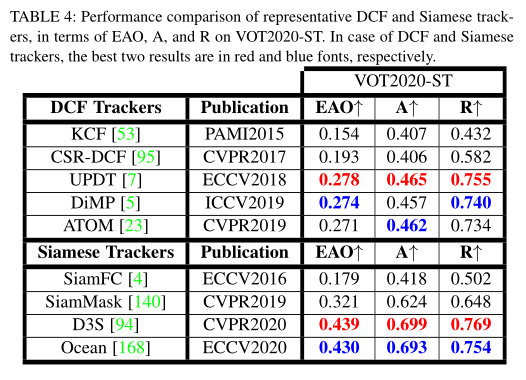 TABLE 4: Performance comparison of representative DCF and Siamese track-
ers, in terms of EAO, A, and R on VOT2020-ST. In case of DCF and Siamese
trackers, the best two results are in red and blue fonts, respectively.
VOT2020-ST
DCF Trackers Publication EAO↑ A↑ R↑
KCF [53] PAMI2015 0.154 0.407 0.432
CSR-DCF [95] CVPR2017 0.193 0.406 0.582
UPDT [7] ECCV2018 0.278 0.465 0.755
DiMP [5] ICCV2019 0.274 0.457 0.740
ATOM [23] CVPR2019 0.271 0.462 0.734
Siamese Trackers Publication EAO↑ A↑ R↑
SiamFC [4] ECCV2016 0.179 0.418 0.502
SiamMask [140] CVPR2019 0.321 0.624 0.648
D3S [94] CVPR2020 0.439 0.699 0.769
Ocean [168] ECCV2020 0.430 0.693 0.754